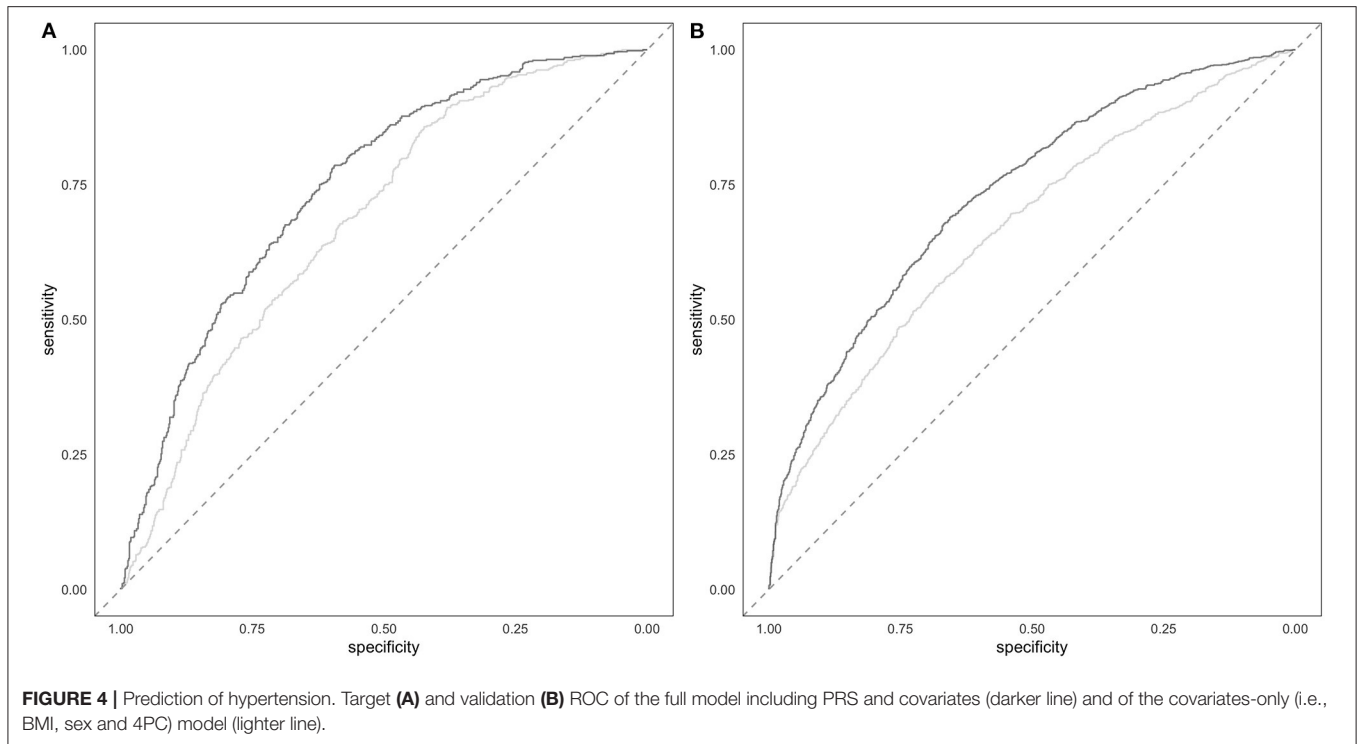 A
1.00
0.75
0.50
0.25
0.00
sensitivity
1.00 0.75 0.50 0.25 0.00
specificity
B
1.00
0.75
0.50
0.25
0.00
sensitivity
1.00 0.75 0.50 0.25 0.00
specificity
FIGURE 4 | Prediction of hypertension. Target (A) and validation (B) ROC of the full model including PRS and covariates (darker line) and of the covariates-only (i.e.,
BMI, sex and 4PC) model (lighter line).